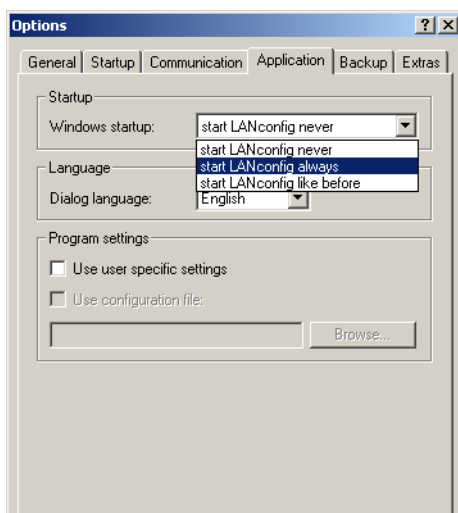 Options
General Startup Communication Application Backup Extras
Startup
Windows startup: start LANconfig never
start LANconfig never
start LANconfig always
start LANconfig like before
Language
Dialog language: English
Program settings
Use user specific settings
Use configuration file:
Browse...